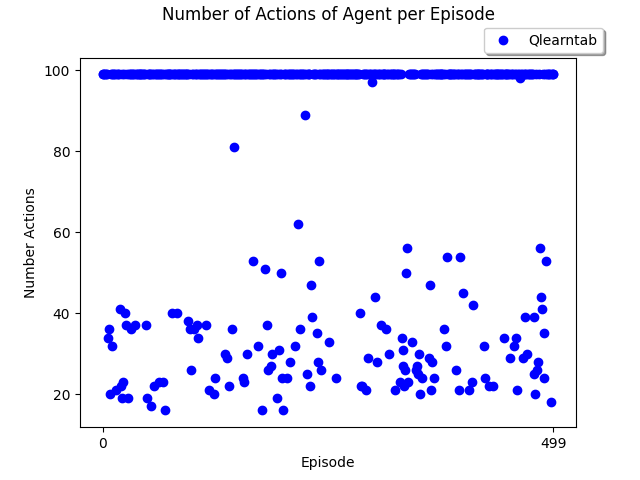 Number of Actions of Agent per Episode
Qlearntab
100
80
60
40
20
Number Actions
0
499
Episode